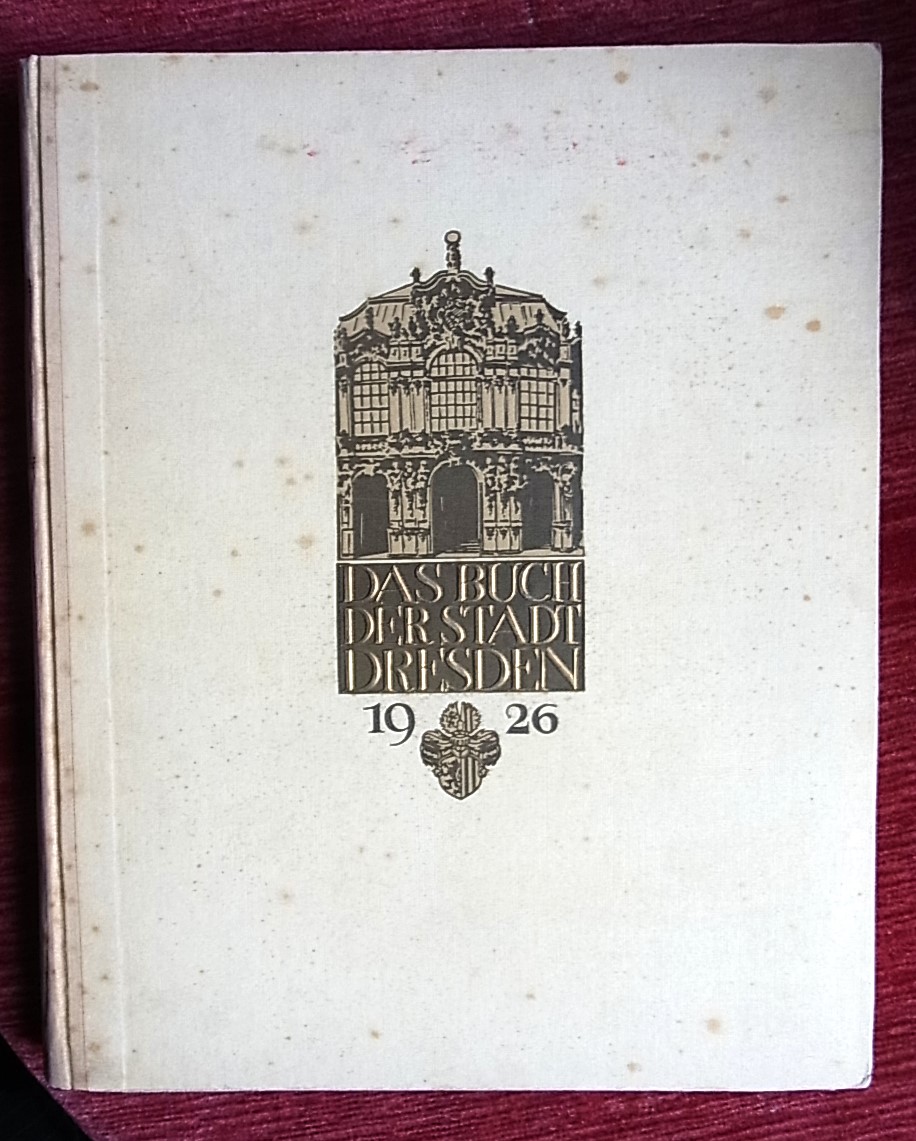 DAS BUCH
DER STADT
DRESDEN
19 26